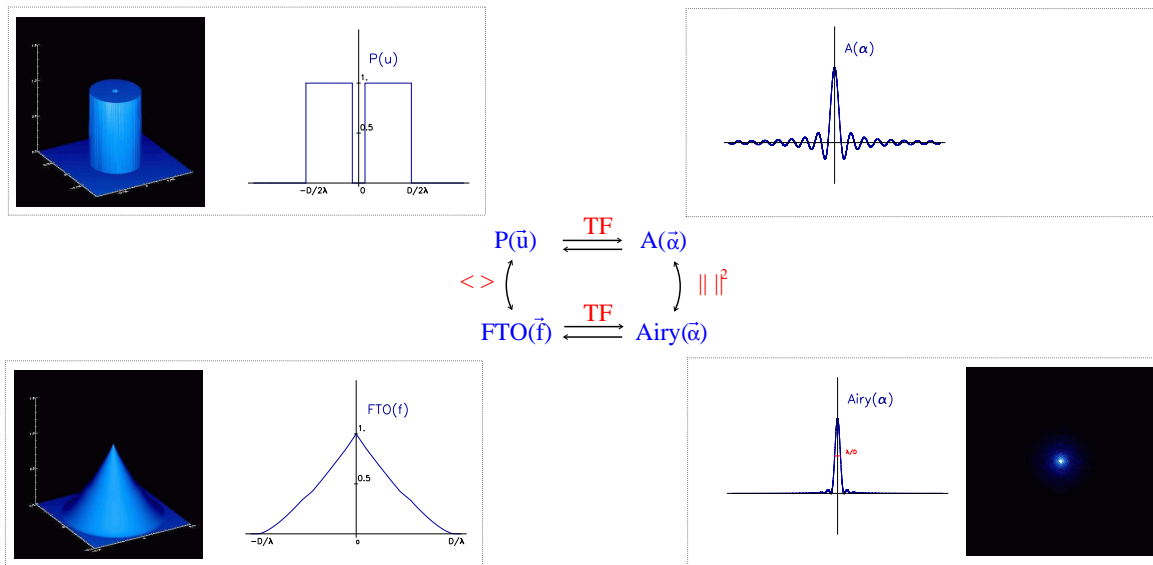 P(u)
1.
0.5
-D/2λ 0 D/2λ
A(α)
P(u⃗) TF A(α⃗)
< > || ||²
FTO(f⃗) TF Airy(α⃗)
FTO(f)
1.
0.5
-D/λ 0 D/λ
Airy(α)
λ/D